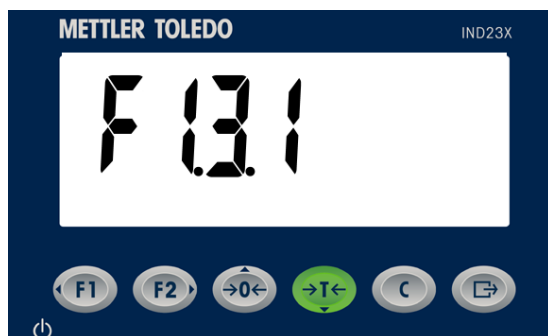 METTLER TOLEDO
IND23X
F1.3.1
F1 F2 →0← →T← C